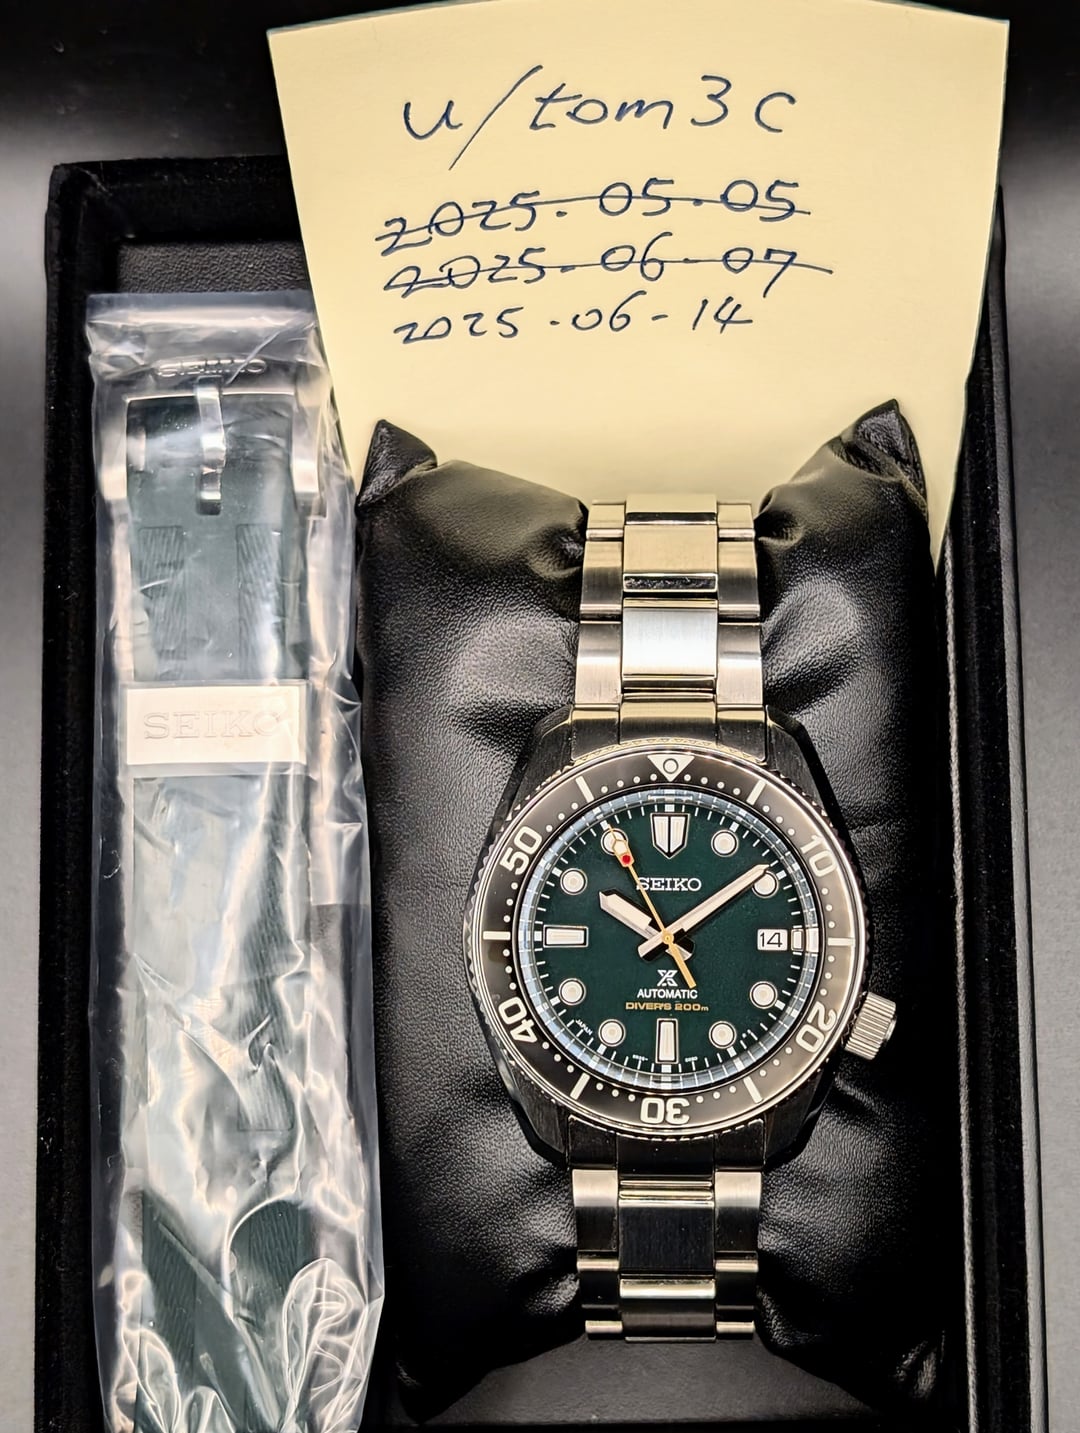 u/tom3c
2025.05.05
2025.06-07
2025.06-14
SEIKO
SEIKO
10
20
30
40
50
SEIKO
14
AUTOMATIC
DIVER'S 200m
JAPAN